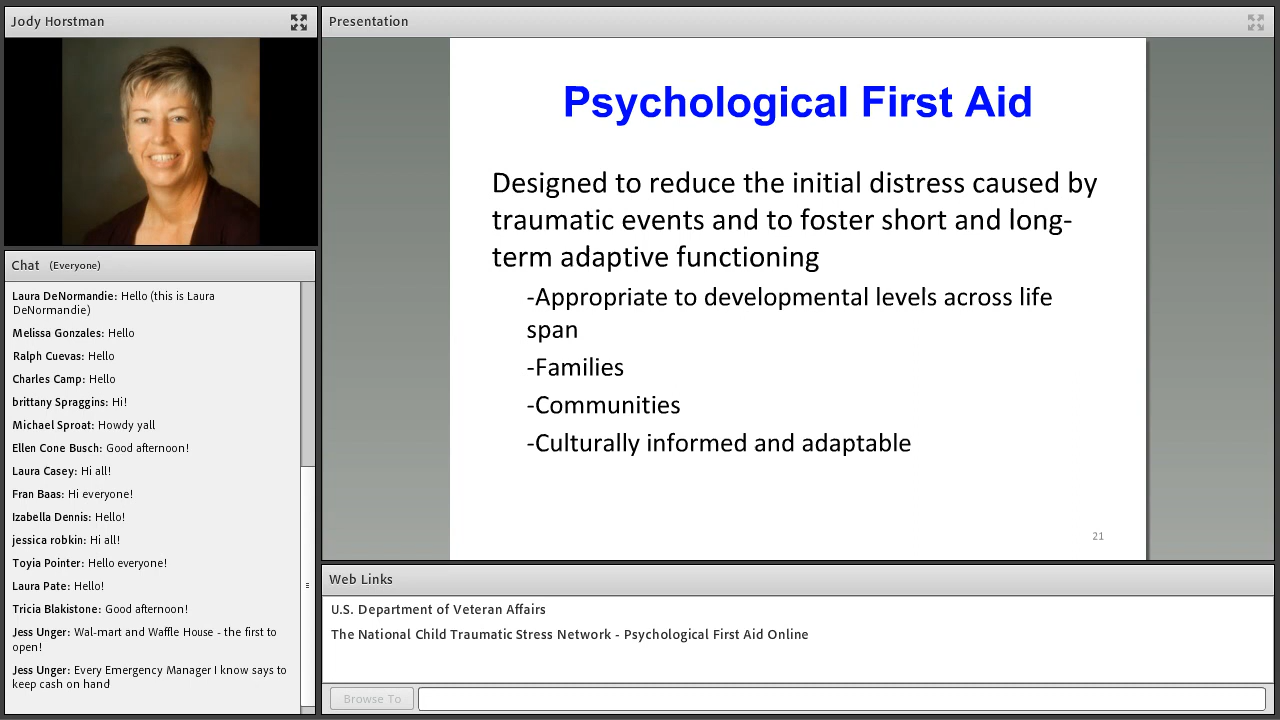 Jody Horstman
Chat (Everyone)
Laura DeNormandie: Hello (this is Laura
DeNormandie)
Melissa Gonzales: Hello
Ralph Cuevas: Hello
Charles Camp: Hello
brittany Spraggins: Hi!
Michael Sproat: Howdy yall
Ellen Cone Busch: Good afternoon!
Laura Casey: Hi all!
Fran Baas: Hi everyone!
Izabella Dennis: Hello!
jessica robkin: Hi all!
Toyia Pointer: Hello everyone!
Laura Pate: Hello!
Tricia Blakistone: Good afternoon!
Jess Unger: Wal-mart and Waffle House - the first to
open!
Jess Unger: Every Emergency Manager I know says to
keep cash on hand
Presentation
Psychological First Aid
Designed to reduce the initial distress caused by
traumatic events and to foster short and long-
term adaptive functioning
-Appropriate to developmental levels across life
span
-Families
-Communities
-Culturally informed and adaptable
21
Web Links
U.S. Department of Veteran Affairs
The National Child Traumatic Stress Network - Psychological First Aid Online
Browse To